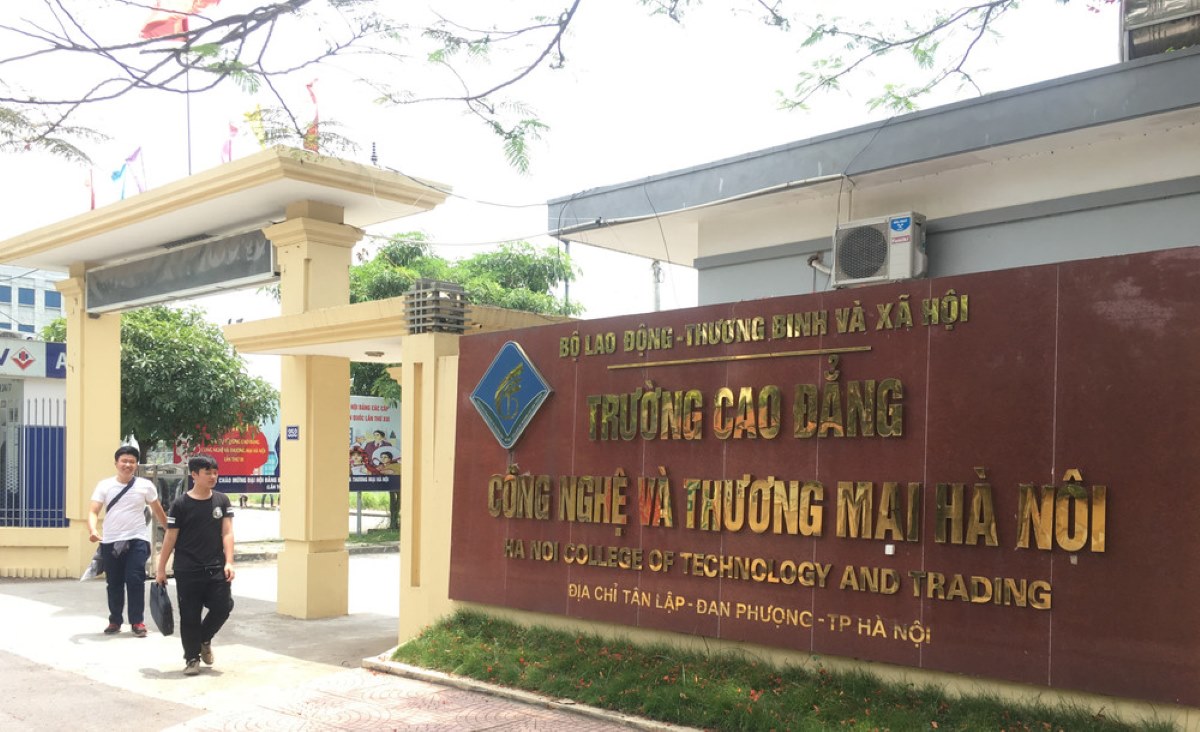 BỘ LAO ĐỘNG - THƯƠNG BINH VÀ XÃ HỘI
TRƯỜNG CAO ĐẲNG
CÔNG NGHỆ VÀ THƯƠNG MẠI HÀ NỘI
HA NOI COLLEGE OF TECHNOLOGY AND TRADING
ĐỊA CHỈ TÂN LẬP - ĐAN PHƯỢNG - TP HÀ NỘI